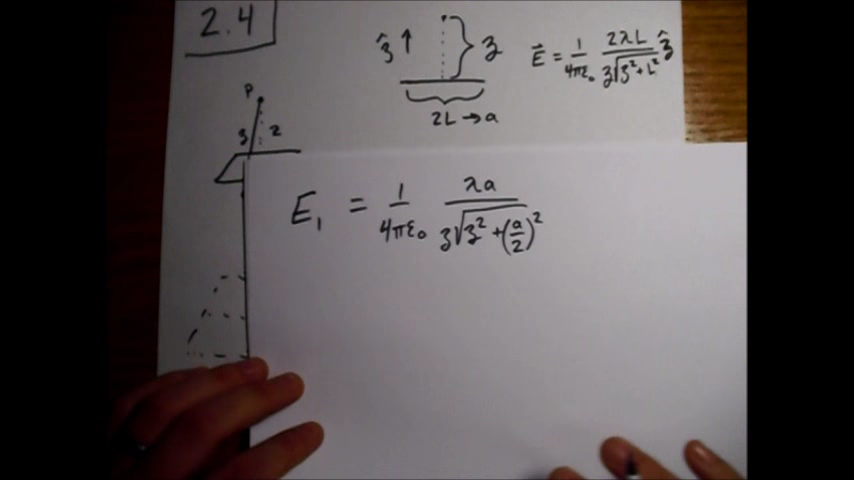 2.4
ẑ ↑ } z
2L → a
E⃗ = 1/4πε₀ 2λL/z√z²+L² ẑ
P
z z
E₁ = 1/4πε₀ λa/z√z²+(a/2)²